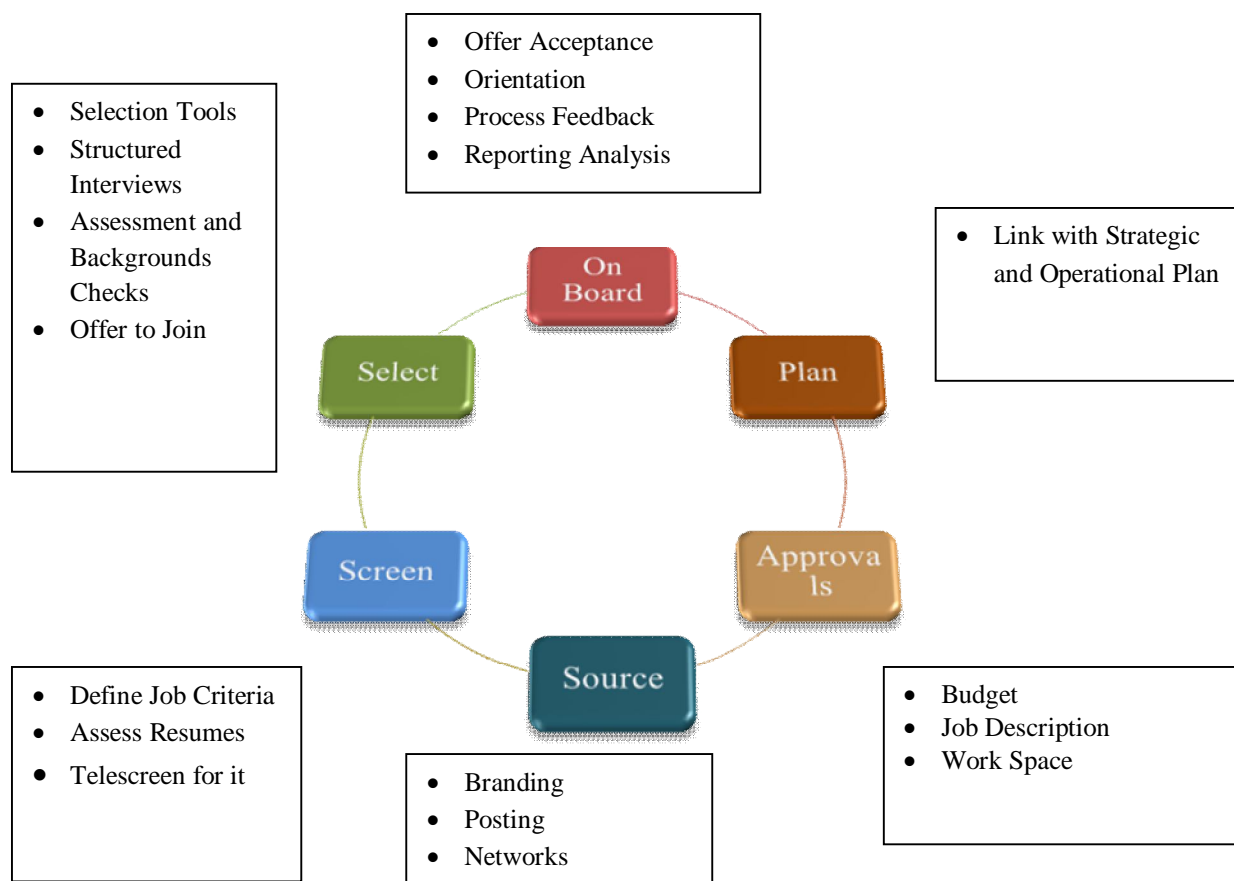 Offer Acceptance
Orientation
Process Feedback
Reporting Analysis
Selection Tools
Structured
Interviews
Assessment and
Backgrounds
Checks
Offer to Join
Link with Strategic
and Operational Plan
On
Board
Select
Plan
Screen
Approva
ls
Source
Define Job Criteria
Assess Resumes
Telescreen for it
Branding
Posting
Networks
Budget
Job Description
Work Space